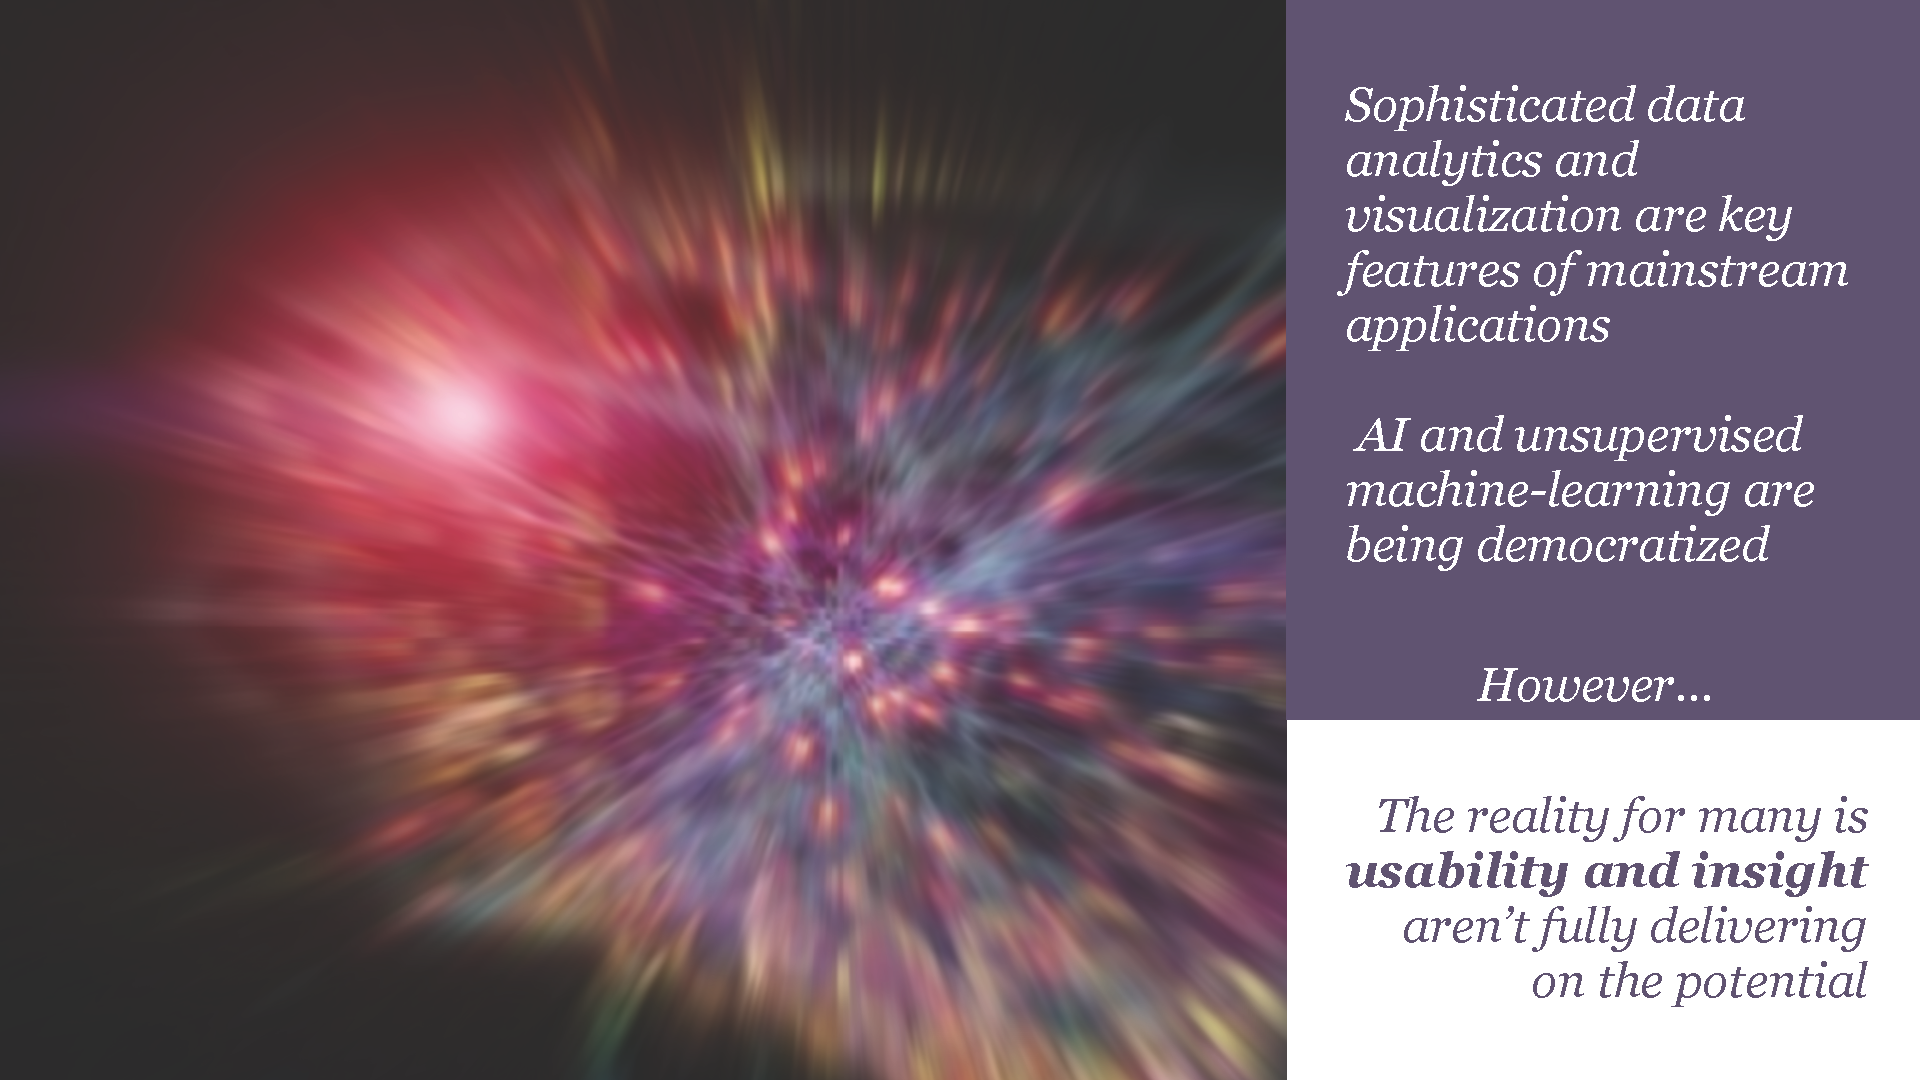 Sophisticated data
analytics and
visualization are key
features of mainstream
applications
AI and unsupervised
machine-learning are
being democratized
However...
The reality for many is
usability and insight
aren’t fully delivering
on the potential